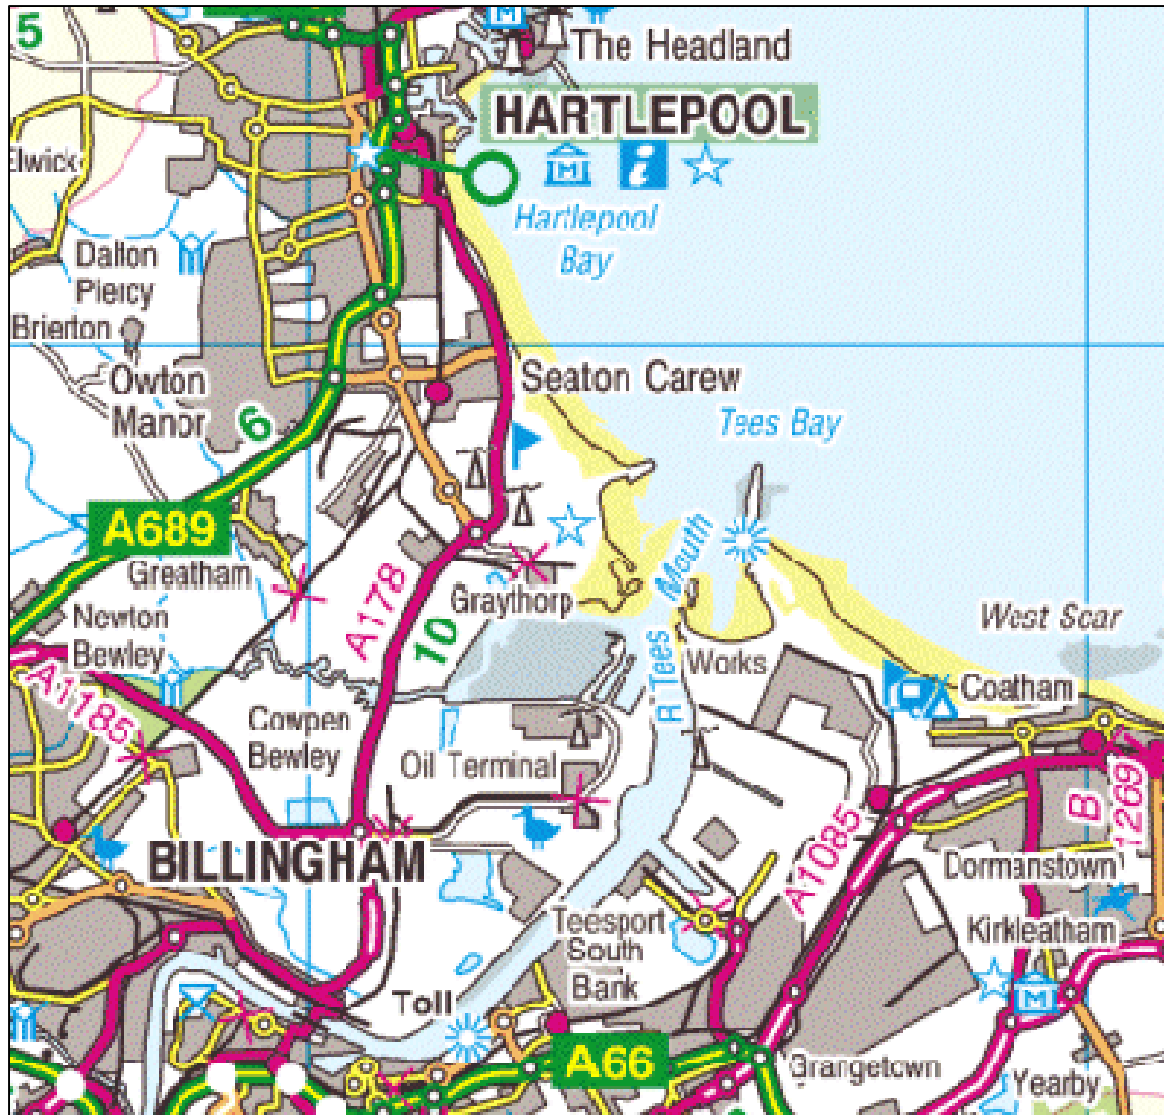 5
M
The Headland
HARTLEPOOL
Elwick
M
i
Hartlepool
Bay
Dalton
Piercy
Brierton
Owton
Manor
Seaton Carew
Tees Bay
6
A689
Greatham
Mouth
A178
10
Graythorp
Newton
Bewley
West Scar
R Tees
Works
A1185
Coatham
Cowpen
Bewley
Oil Terminal
B
1269
A1085
BILLINGHAM
Dormanstown
Teesport
South
Bank
Kirkleatham
Toll
M
A66
Grangetown
Yearby